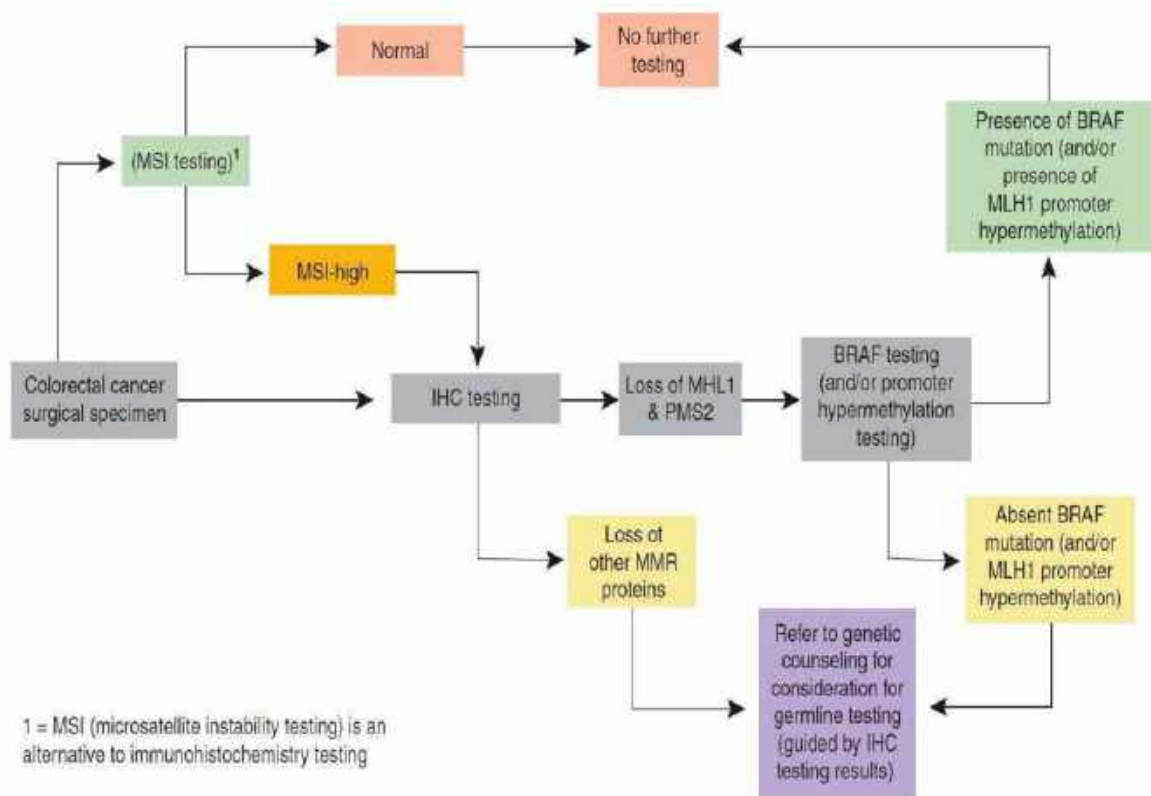 Normal
No further
testing
(MSI testing)1
Presence of BRAF
mutation (and/or
presence of
MLH1 promoter
hypermethylation)
MSI-high
Colorectal cancer
surgical specimen
IHC testing
Loss of MHL1
& PMS2
BRAF testing
(and/or promoter
hypermethylation
testing)
Loss of
other MMR
proteins
Absent BRAF
mutation (and/or
MLH1 promoter
hypermethylation)
Refer to genetic
counseling for
consideration for
germline testing
(guided by IHC
testing results)
1 = MSI (microsatellite instability testing) is an
alternative to immunohistochemistry testing